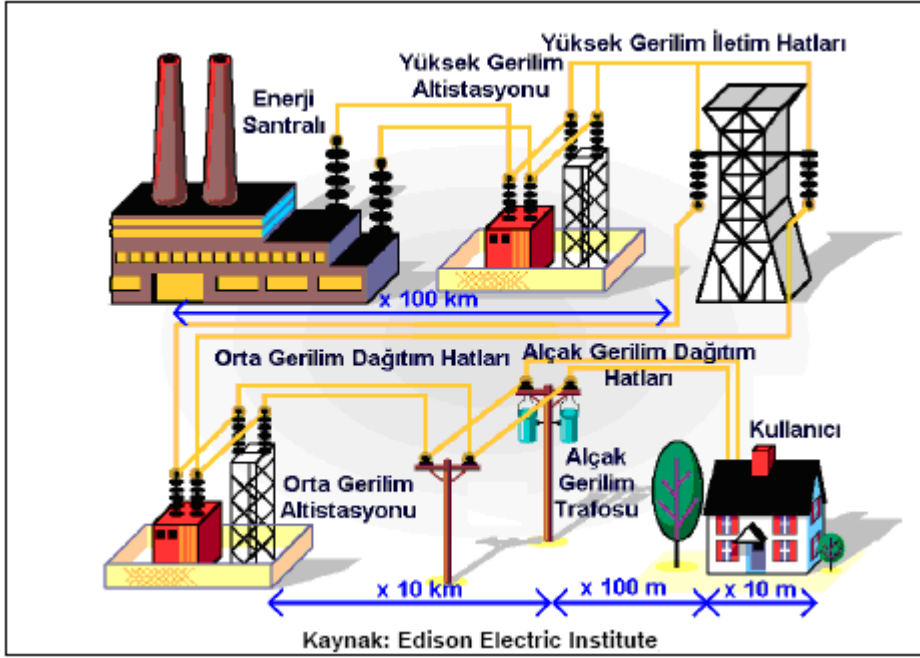 Enerji
Santralı
Yüksek Gerilim
Altistasyonu
Yüksek Gerilim İletim Hatları
x 100 km
Orta Gerilim Dağıtım Hatları
Alçak Gerilim Dağıtım
Hatları
Kullanıcı
Orta Gerilim
Altistasyonu
Alçak
Gerilim
Trafosu
x 10 km
x 100 m
x 10 m
Kaynak: Edison Electric Institute